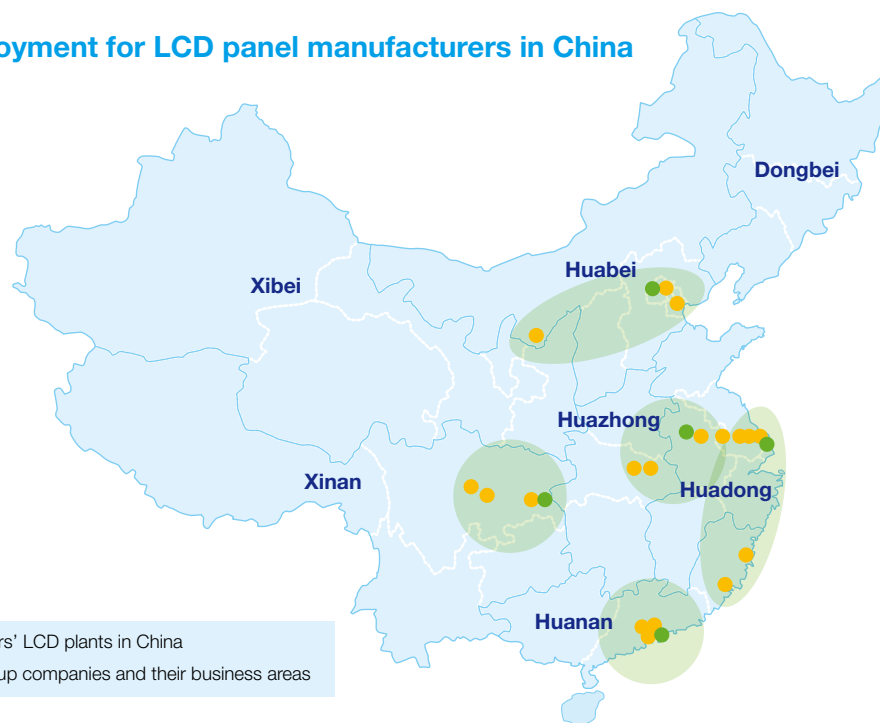 oyment for LCD panel manufacturers in China
Dongbei
Huabei
Xibei
Huazhong
Xinan
Huadong
Huanan
rs’ LCD plants in China
up companies and their business areas